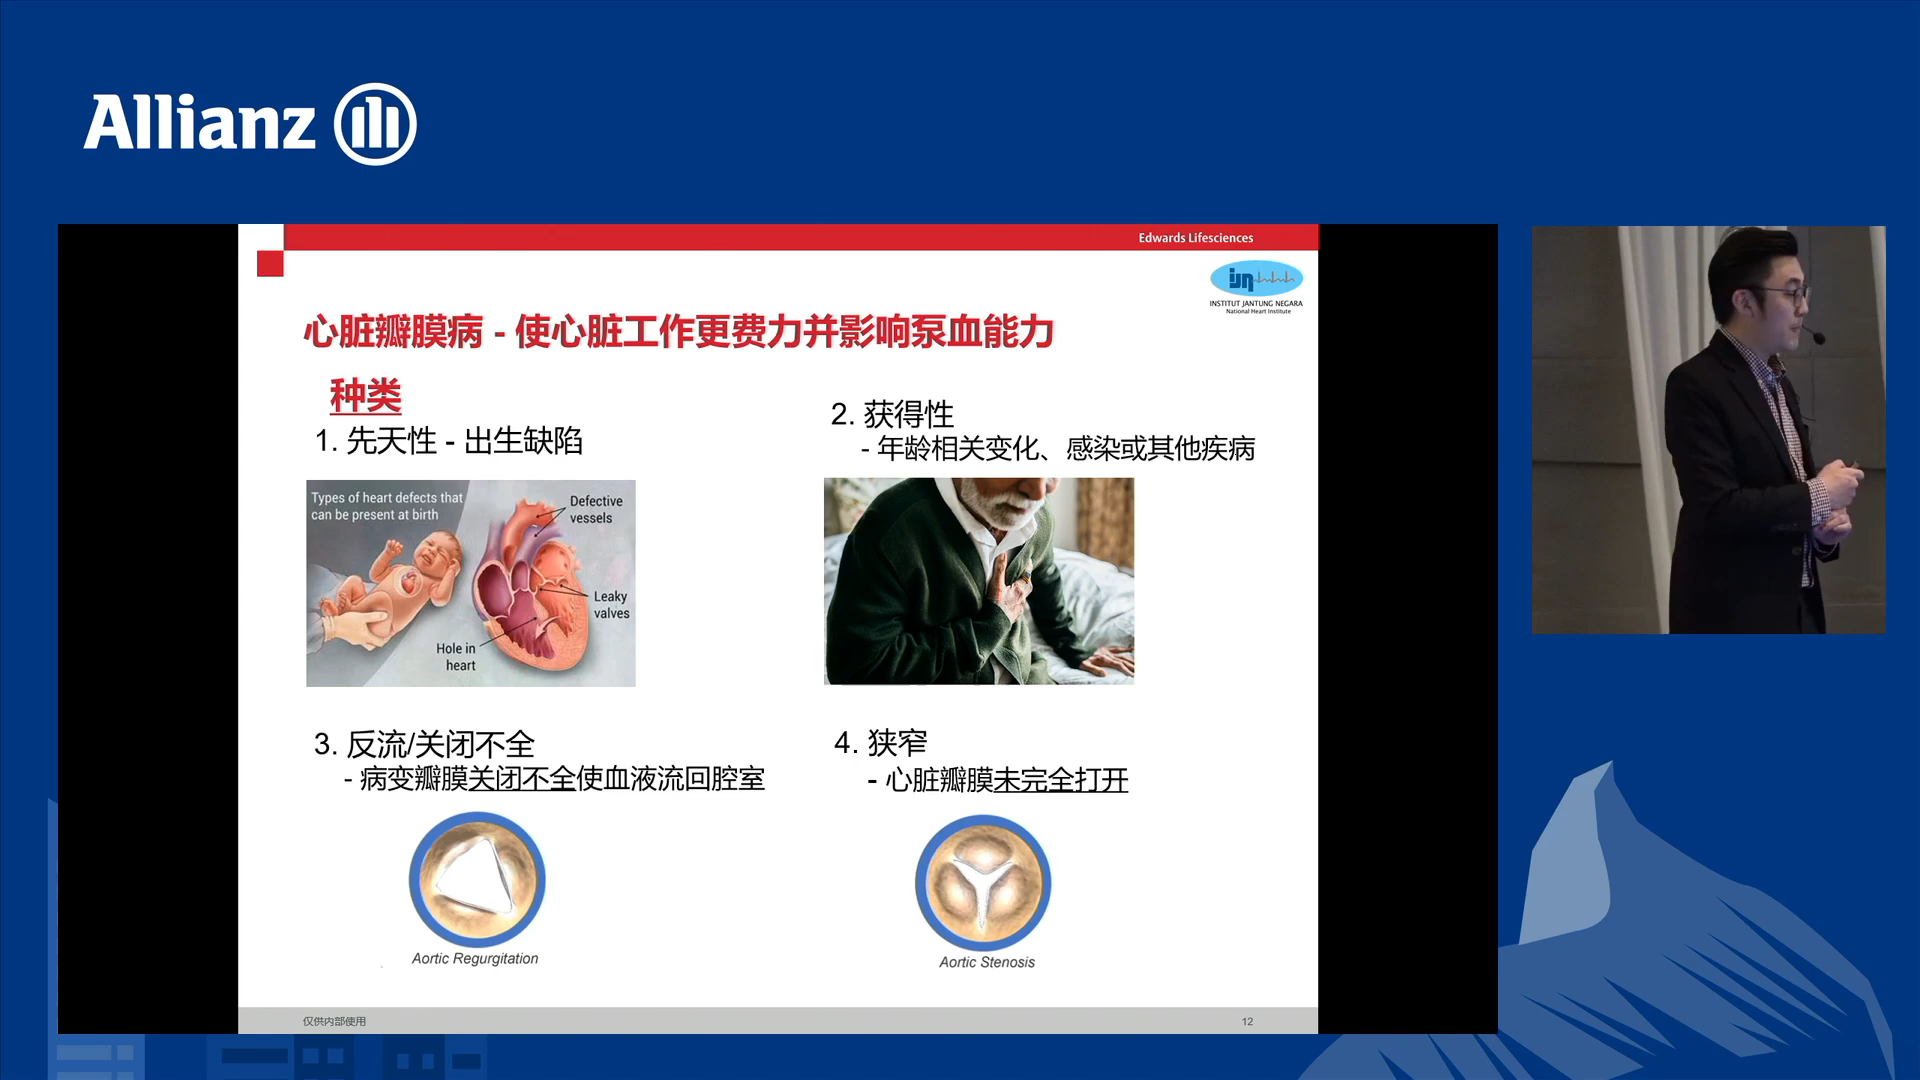 Allianz
Edwards Lifesciences
ijn
INSTITUT JANTUNG NEGARA
National Heart Institute
心脏瓣膜病 - 使心脏工作更费力并影响泵血能力
种类
1. 先天性 - 出生缺陷
Types of heart defects that
can be present at birth
Defective
vessels
Leaky
valves
Hole in
heart
2. 获得性
- 年龄相关变化、感染或其他疾病
3. 反流/关闭不全
- 病变瓣膜关闭不全使血液流回腔室
Aortic Regurgitation
4. 狭窄
- 心脏瓣膜未完全打开
Aortic Stenosis
仅供内部使用
12